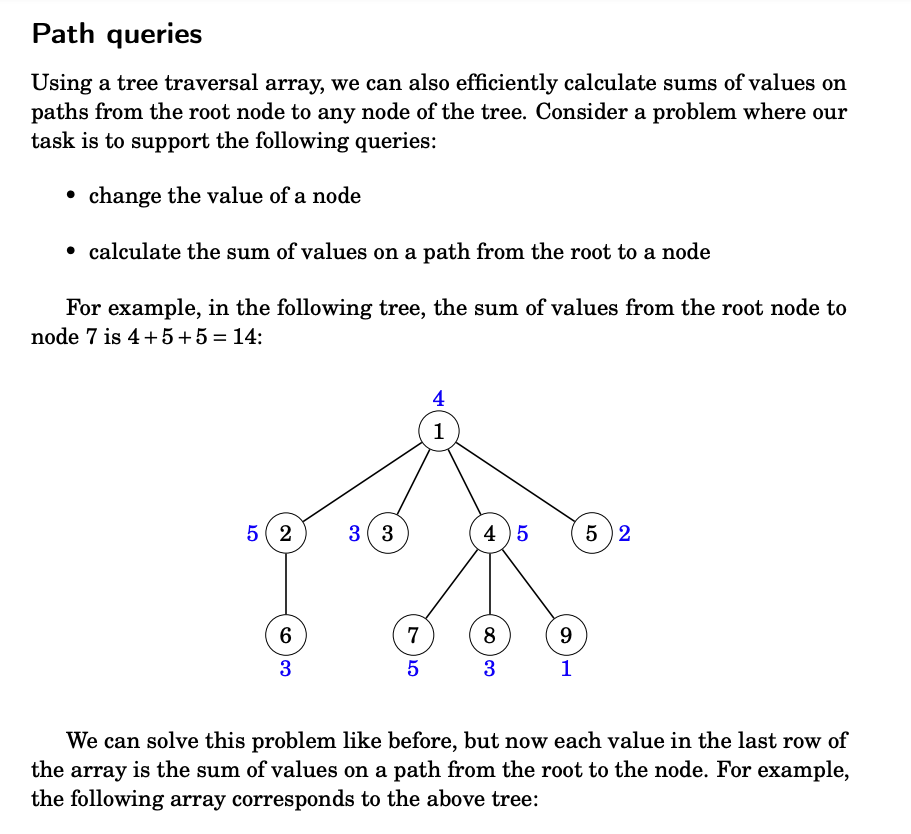 Path queries
Using a tree traversal array, we can also efficiently calculate sums of values on
paths from the root node to any node of the tree. Consider a problem where our
task is to support the following queries:
• change the value of a node
• calculate the sum of values on a path from the root to a node
For example, in the following tree, the sum of values from the root node to
node 7 is 4+5+5 = 14:
4
1
5 2 3 3 4 5 5 2
6 7 8 9
3 5 3 1
We can solve this problem like before, but now each value in the last row of
the array is the sum of values on a path from the root to the node. For example,
the following array corresponds to the above tree: